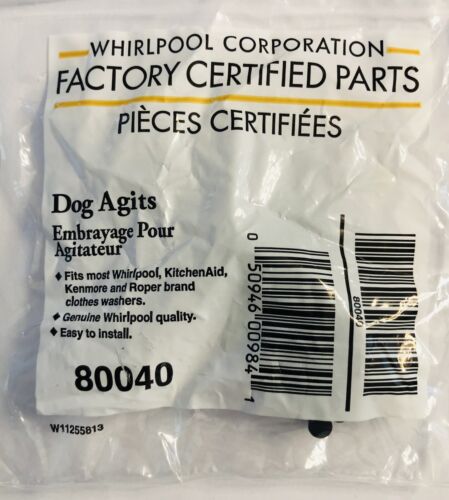 WHIRLPOOL CORPORATION
FACTORY CERTIFIED PARTS
PIÈCES CERTIFIÉES
Dog Agits
Embrayage Pour
Agitateur
♦ Fits most Whirlpool, KitchenAid,
Kenmore and Roper brand
clothes washers.
♦ Genuine Whirlpool quality.
♦ Easy to install.
80040
W11255813
0 50946 00984 1
80040